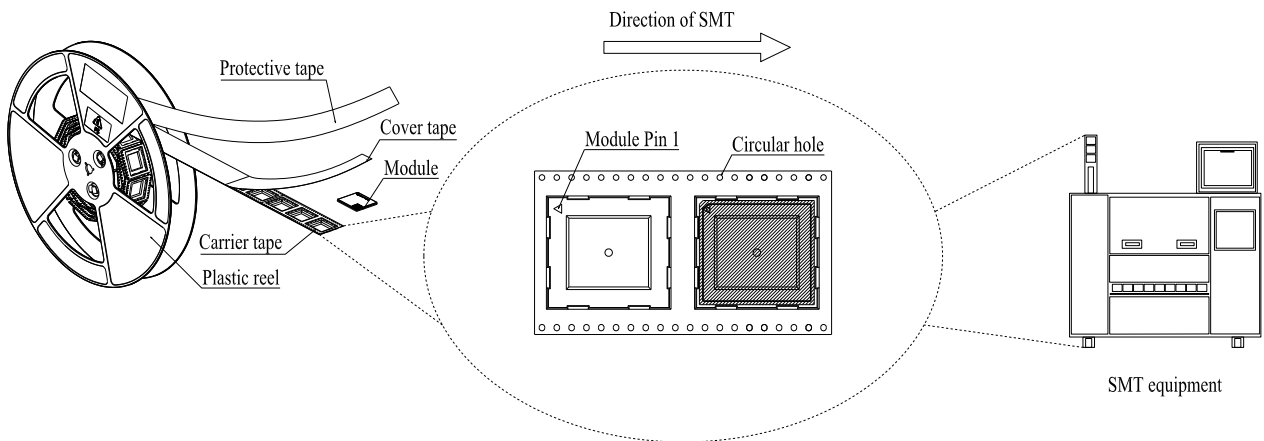 Direction of SMT
Protective tape
Cover tape
Module
Module Pin 1
Circular hole
Carrier tape
Plastic reel
SMT equipment